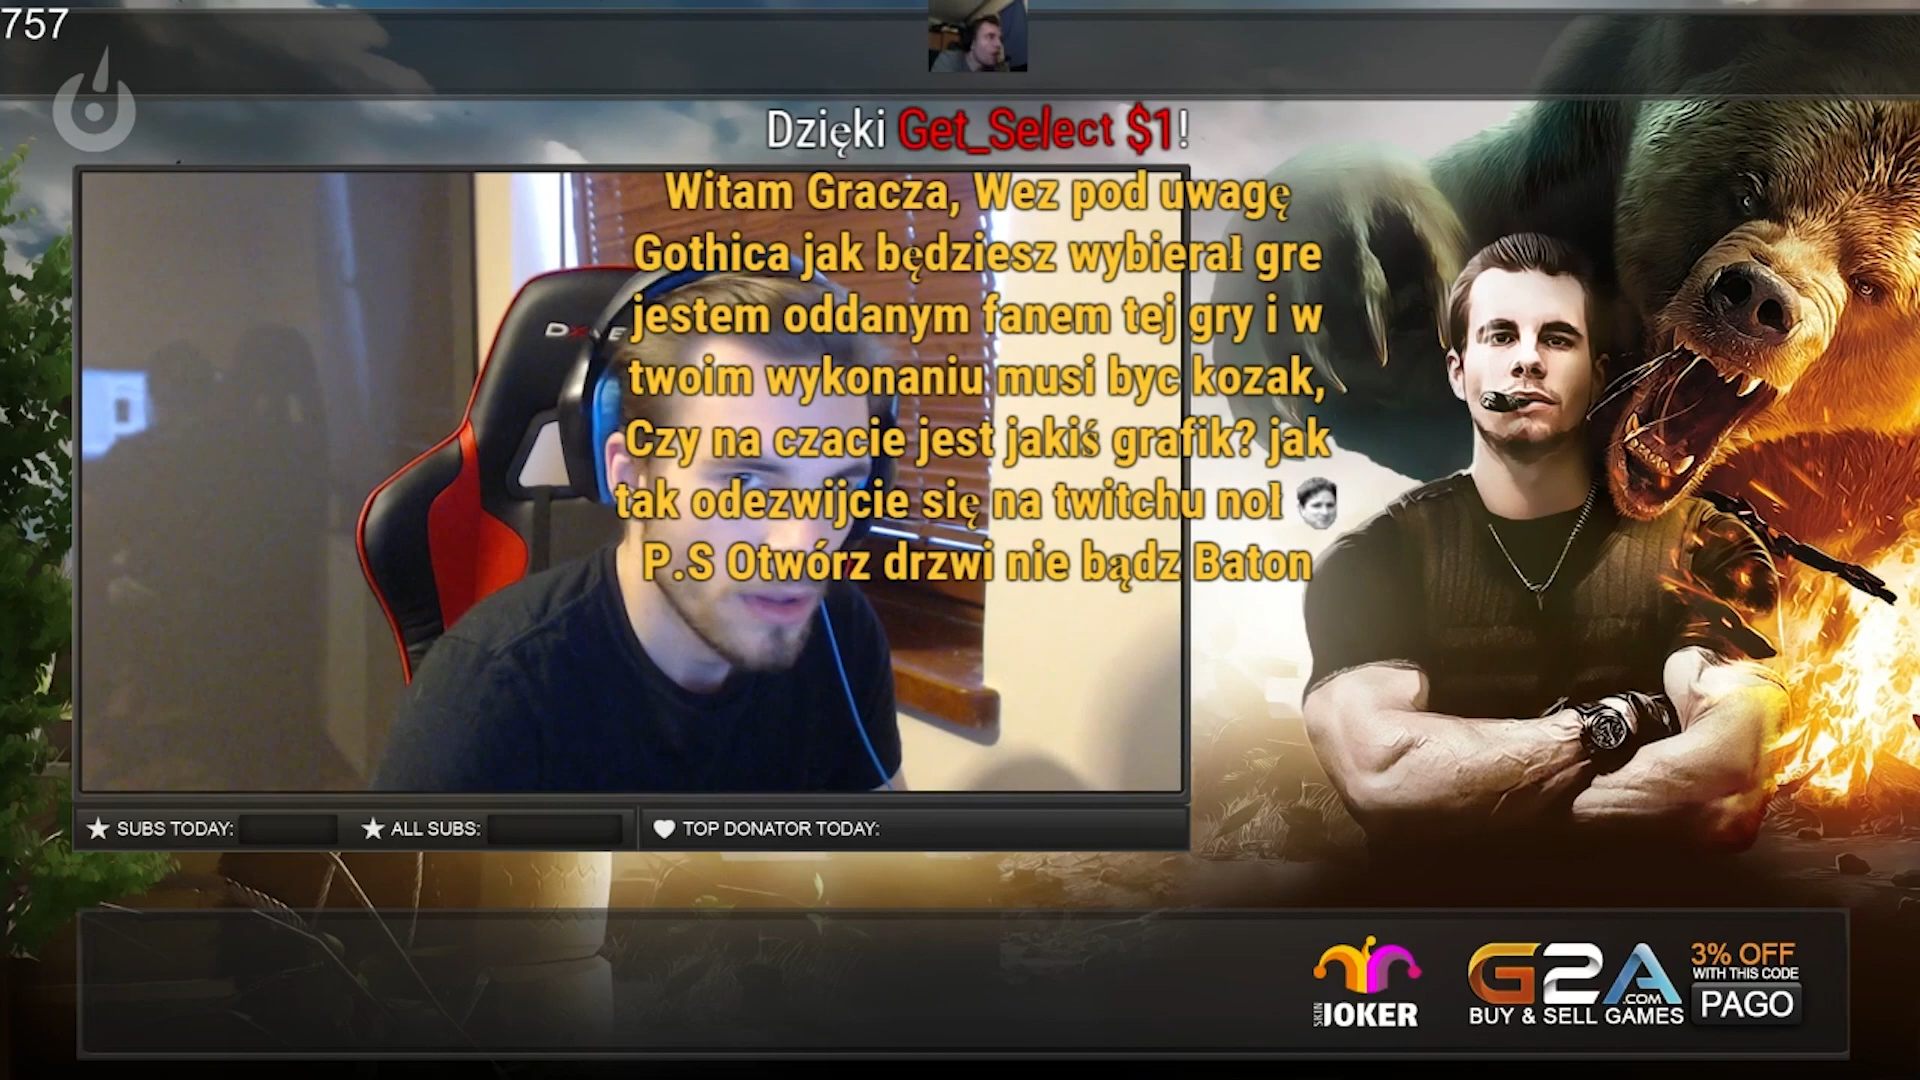 757
Dzięki Get_Select $1!
Witam Gracza, Wez pod uwagę
Gothica jak będziesz wybierał gre
jestem oddanym fanem tej gry i w
twoim wykonaniu musi byc kozak,
Czy na czacie jest jakiś grafik? jak
tak odezwijcie się na twitchu noł
P.S Otwórz drzwi nie bądz Baton
SUBS TODAY:
ALL SUBS:
TOP DONATOR TODAY:
SKIN JOKER
G2A
.COM
BUY & SELL GAMES
3% OFF
WITH THIS CODE
PAGO